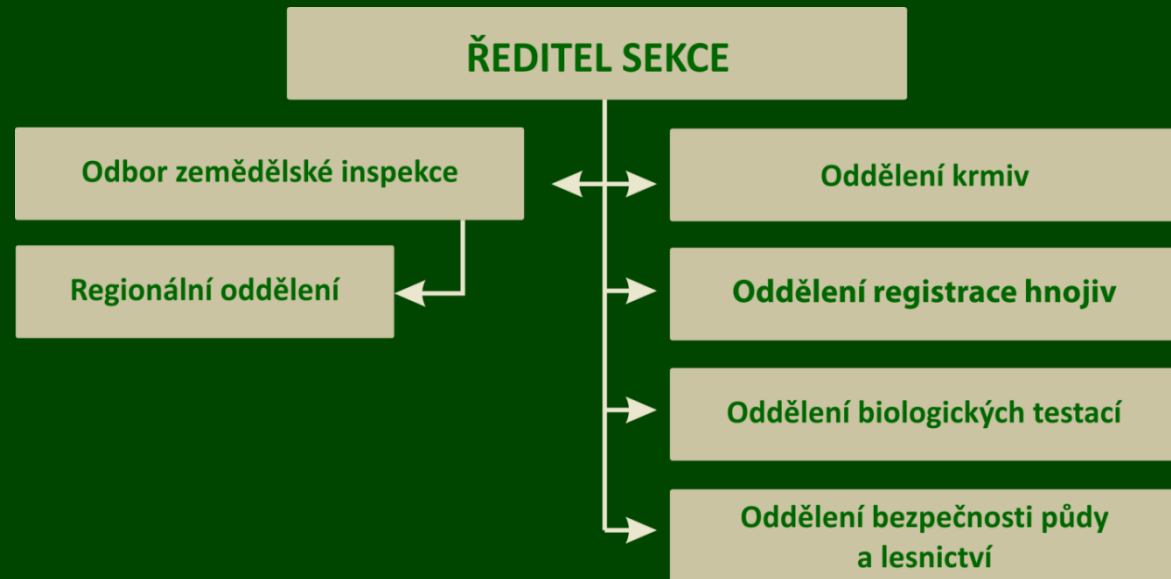 ŘEDITEL SEKCE
Odbor zemědělské inspekce
Regionální oddělení
Oddělení krmiv
Oddělení registrace hnojiv
Oddělení biologických testací
Oddělení bezpečnosti půdy
a lesnictví